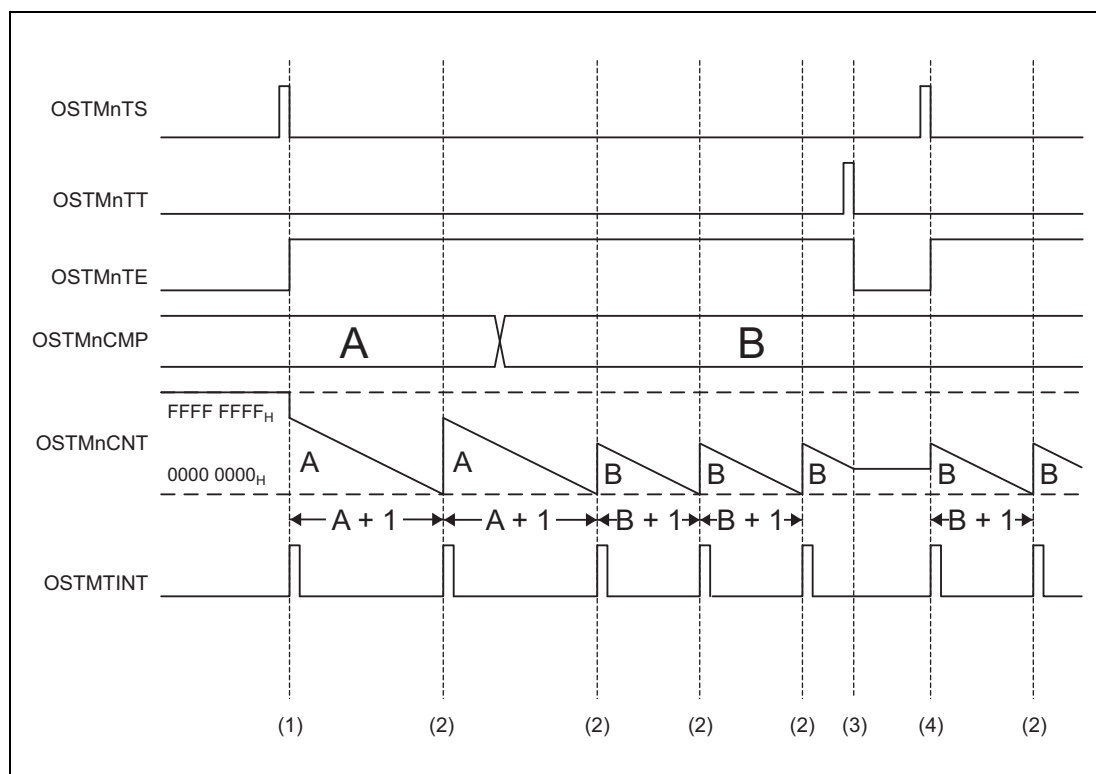 OSTMnTS
OSTMnTT
OSTMnTE
OSTMnCMP
A
B
FFFF FFFFH
OSTMnCNT
0000 0000H
A
A
B
B
B
B
B
A + 1
A + 1
B + 1
B + 1
B + 1
OSTMTINT
(1)
(2)
(2)
(2)
(2)
(3)
(4)
(2)